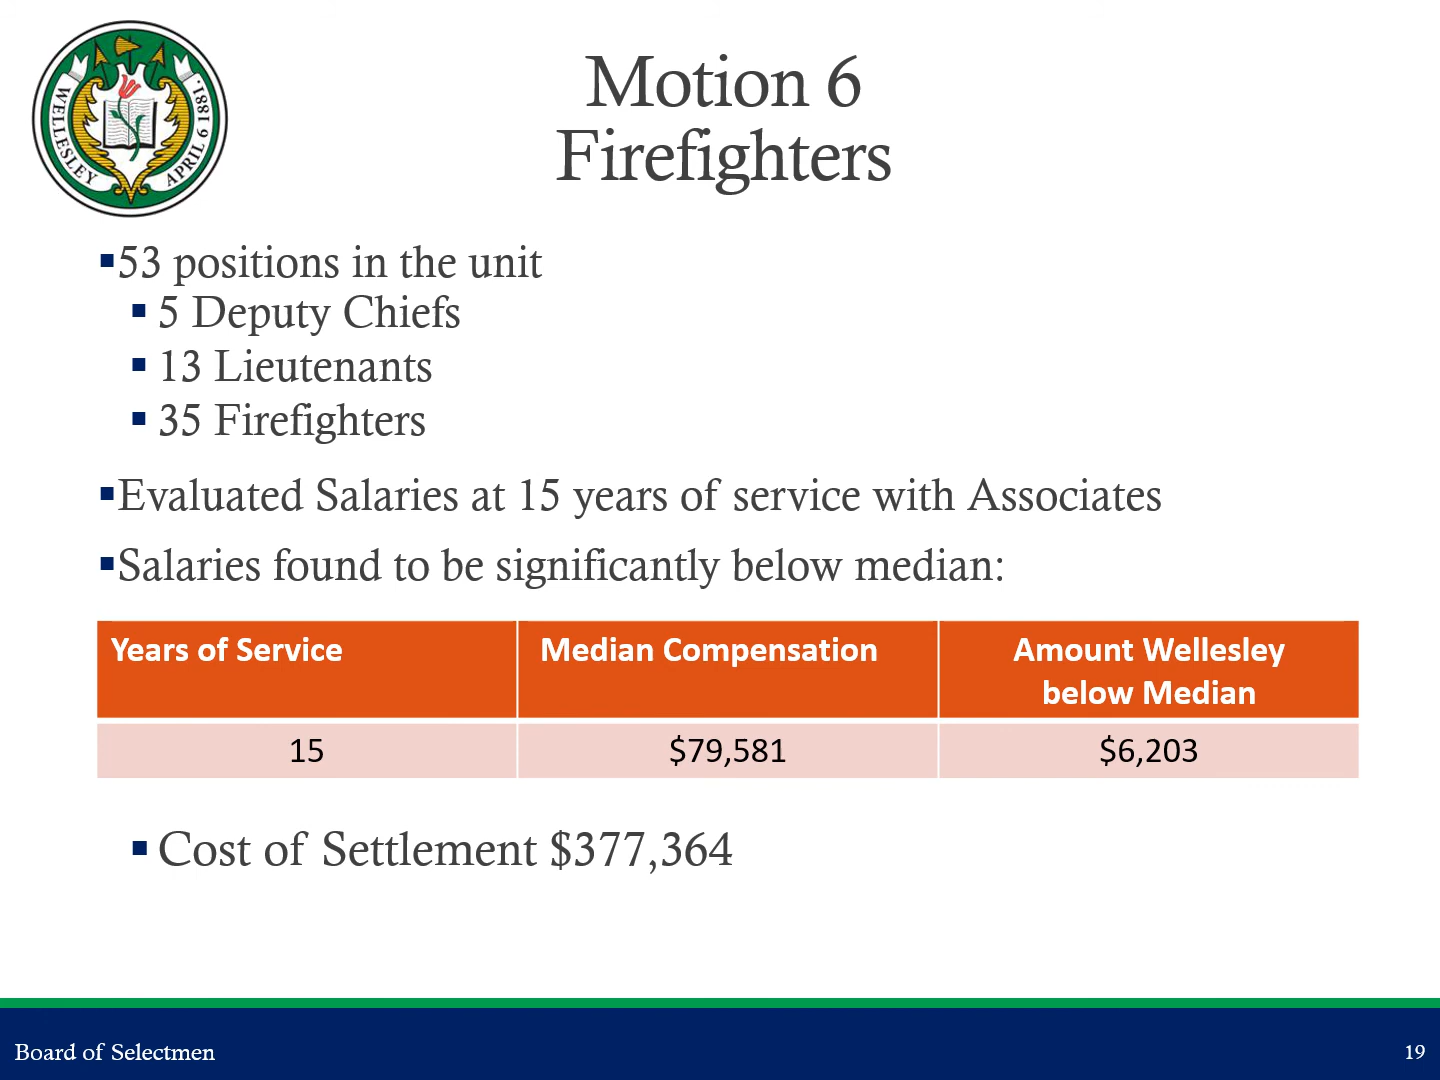 WELLESLEY
APRIL 6 1881.
Motion 6
Firefighters
▪53 positions in the unit
▪ 5 Deputy Chiefs
▪ 13 Lieutenants
▪ 35 Firefighters
▪Evaluated Salaries at 15 years of service with Associates
▪Salaries found to be significantly below median:
Years of Service Median Compensation Amount Wellesley
below Median
15 $79,581 $6,203
▪ Cost of Settlement $377,364
Board of Selectmen 19